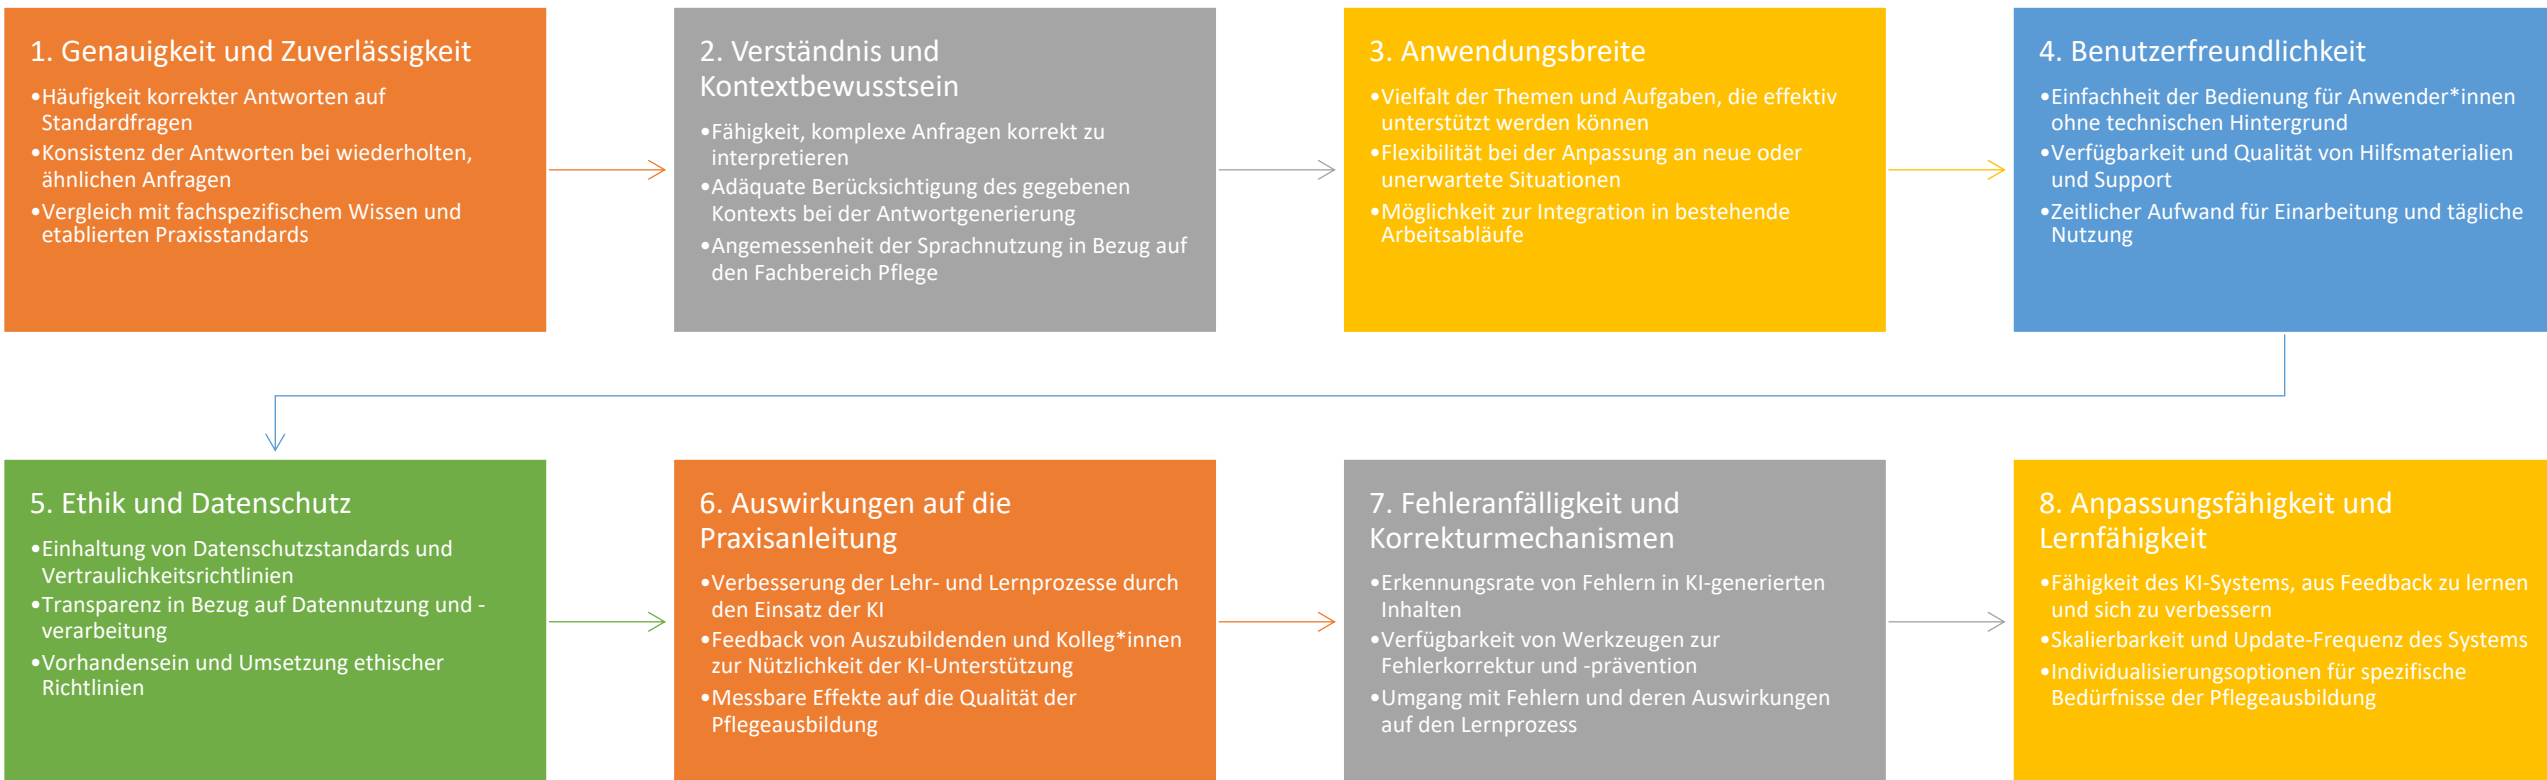 1. Genauigkeit und Zuverlässigkeit
•Häufigkeit korrekter Antworten auf
Standardfragen
•Konsistenz der Antworten bei wiederholten,
ähnlichen Anfragen
•Vergleich mit fachspezifischem Wissen und
etablierten Praxisstandards
2. Verständnis und
Kontextbewusstsein
•Fähigkeit, komplexe Anfragen korrekt zu
interpretieren
•Adäquate Berücksichtigung des gegebenen
Kontexts bei der Antwortgenerierung
•Angemessenheit der Sprachnutzung in Bezug auf
den Fachbereich Pflege
3. Anwendungsbreite
•Vielfalt der Themen und Aufgaben, die effektiv
unterstützt werden können
•Flexibilität bei der Anpassung an neue oder
unerwartete Situationen
•Möglichkeit zur Integration in bestehende
Arbeitsabläufe
4. Benutzerfreundlichkeit
•Einfachheit der Bedienung für Anwender*innen
ohne technischen Hintergrund
•Verfügbarkeit und Qualität von Hilfsmaterialien
und Support
•Zeitlicher Aufwand für Einarbeitung und tägliche
Nutzung
5. Ethik und Datenschutz
•Einhaltung von Datenschutzstandards und
Vertraulichkeitsrichtlinien
•Transparenz in Bezug auf Datennutzung und -
verarbeitung
•Vorhandensein und Umsetzung ethischer
Richtlinien
6. Auswirkungen auf die
Praxisanleitung
•Verbesserung der Lehr- und Lernprozesse durch
den Einsatz der KI
•Feedback von Auszubildenden und Kolleg*innen
zur Nützlichkeit der KI-Unterstützung
•Messbare Effekte auf die Qualität der
Pflegeausbildung
7. Fehleranfälligkeit und
Korrekturmechanismen
•Erkennungsrate von Fehlern in KI-generierten
Inhalten
•Verfügbarkeit von Werkzeugen zur
Fehlerkorrektur und -prävention
•Umgang mit Fehlern und deren Auswirkungen
auf den Lernprozess
8. Anpassungsfähigkeit und
Lernfähigkeit
•Fähigkeit des KI-Systems, aus Feedback zu lernen
und sich zu verbessern
•Skalierbarkeit und Update-Frequenz des Systems
•Individualisierungsoptionen für spezifische
Bedürfnisse der Pflegeausbildung